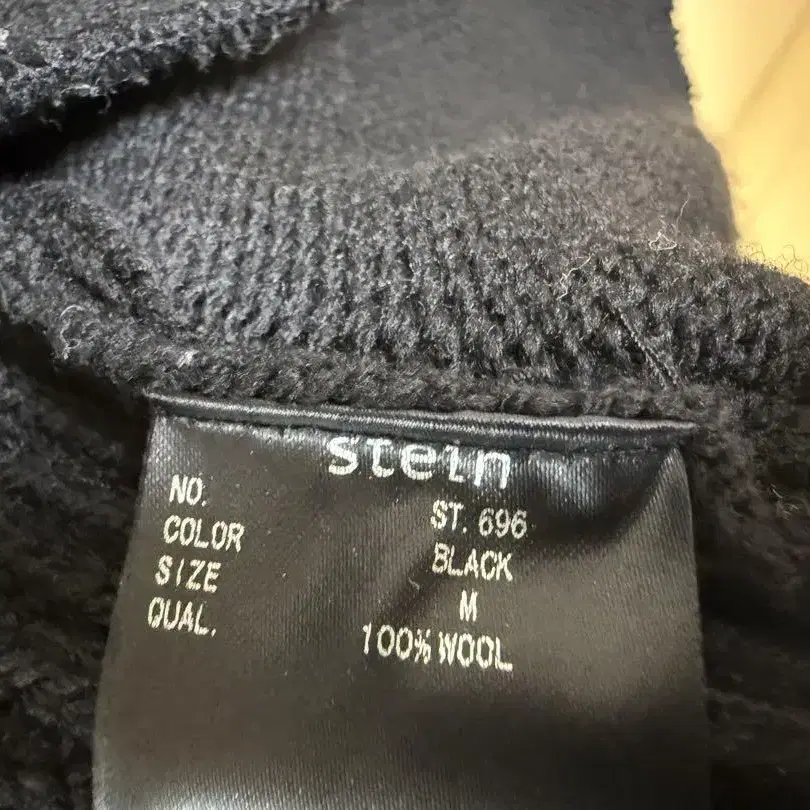 stein
NO. ST. 696
COLOR BLACK
SIZE M
QUAL. 100% WOOL